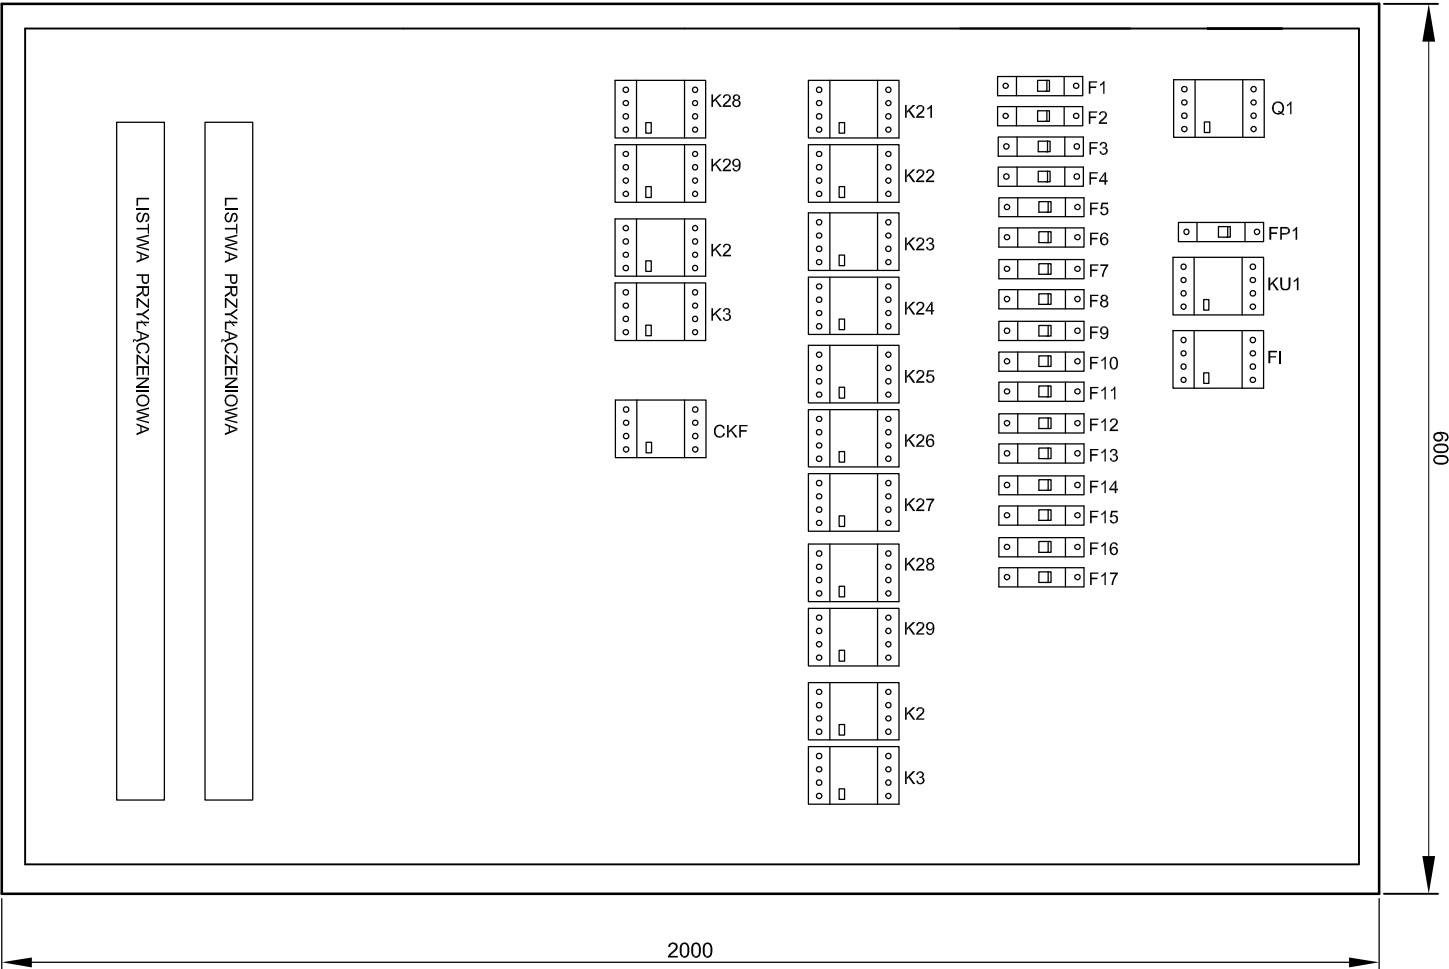 LISTWA PRZYŁĄCZENIOWA
LISTWA PRZYŁĄCZENIOWA
K28
K29
K2
K3
CKF
K21
K22
K23
K24
K25
K26
K27
K28
K29
K2
K3
F1
F2
F3
F4
F5
F6
F7
F8
F9
F10
F11
F12
F13
F14
F15
F16
F17
Q1
FP1
KU1
FI
600
2000